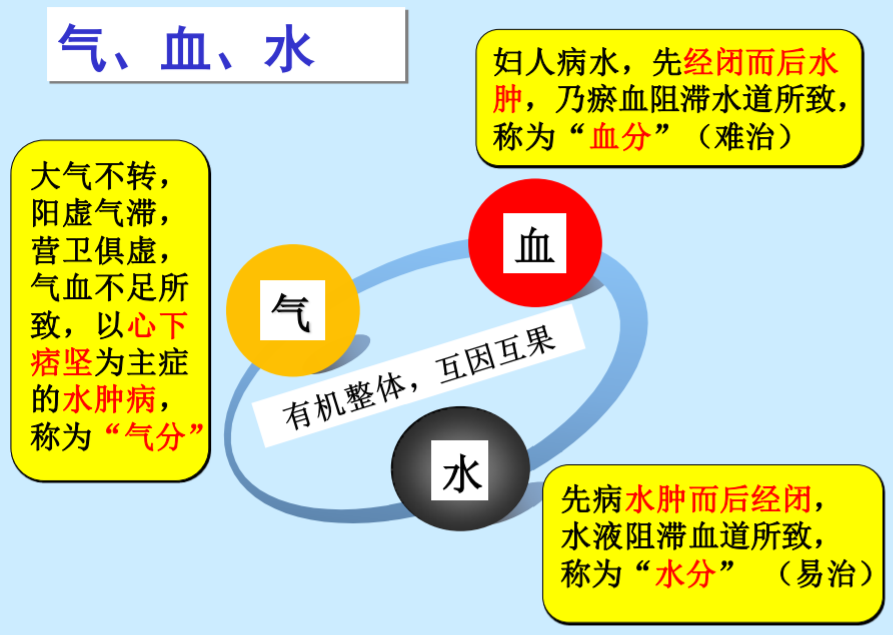 气、血、水
妇人病水，先经闭而后水
肿，乃瘀血阻滞水道所致，
称为“血分”（难治）
大气不转，
阳虚气滞，
营卫俱虚，
气血不足所
致，以心下
痞坚为主症
的水肿病，
称为“气分”
血
气
有机整体，互因互果
水
先病水肿而后经闭，
水液阻滞血道所致，
称为“水分” （易治）